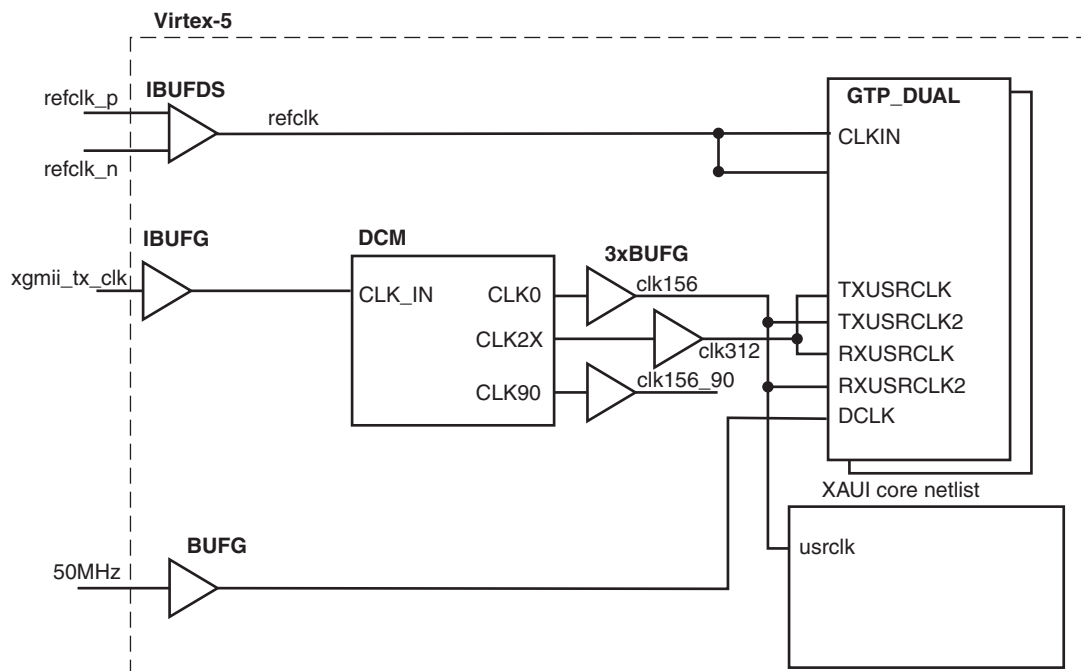 Virtex-5
IBUFDS
refclk_p
refclk_n
refclk
GTP_DUAL
CLKIN
IBUFG
xgmii_tx_clk
DCM
CLK_IN
CLK0
CLK2X
CLK90
3xBUFG
clk156
clk312
clk156_90
TXUSRCLK
TXUSRCLK2
RXUSRCLK
RXUSRCLK2
DCLK
XAUI core netlist
usrclk
BUFG
50MHz